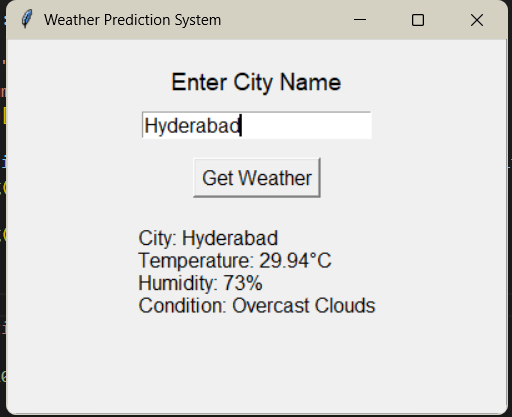 Weather Prediction System
Enter City Name
Hyderabad
Get Weather
City: Hyderabad
Temperature: 29.94°C
Humidity: 73%
Condition: Overcast Clouds